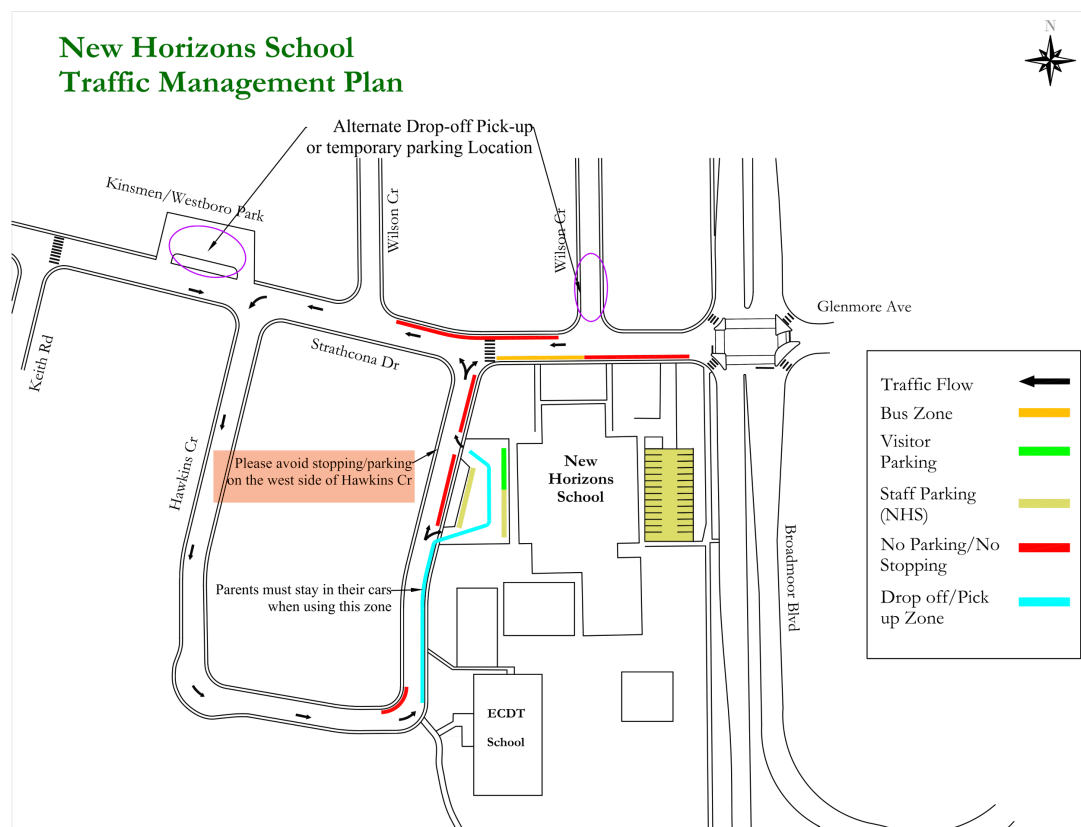 New Horizons School
Traffic Management Plan
N
Alternate Drop-off Pick-up
or temporary parking Location
Kinsmen/Westboro Park
Wilson Cr
Wilson Cr
Glenmore Ave
Keith Rd
Strathcona Dr
Hawkins Cr
Please avoid stopping/parking
on the west side of Hawkins Cr
New
Horizons
School
Parents must stay in their cars
when using this zone
Broadmoor Blvd
ECDT
School
Traffic Flow
Bus Zone
Visitor
Parking
Staff Parking
(NHS)
No Parking/No
Stopping
Drop off/Pick
up Zone